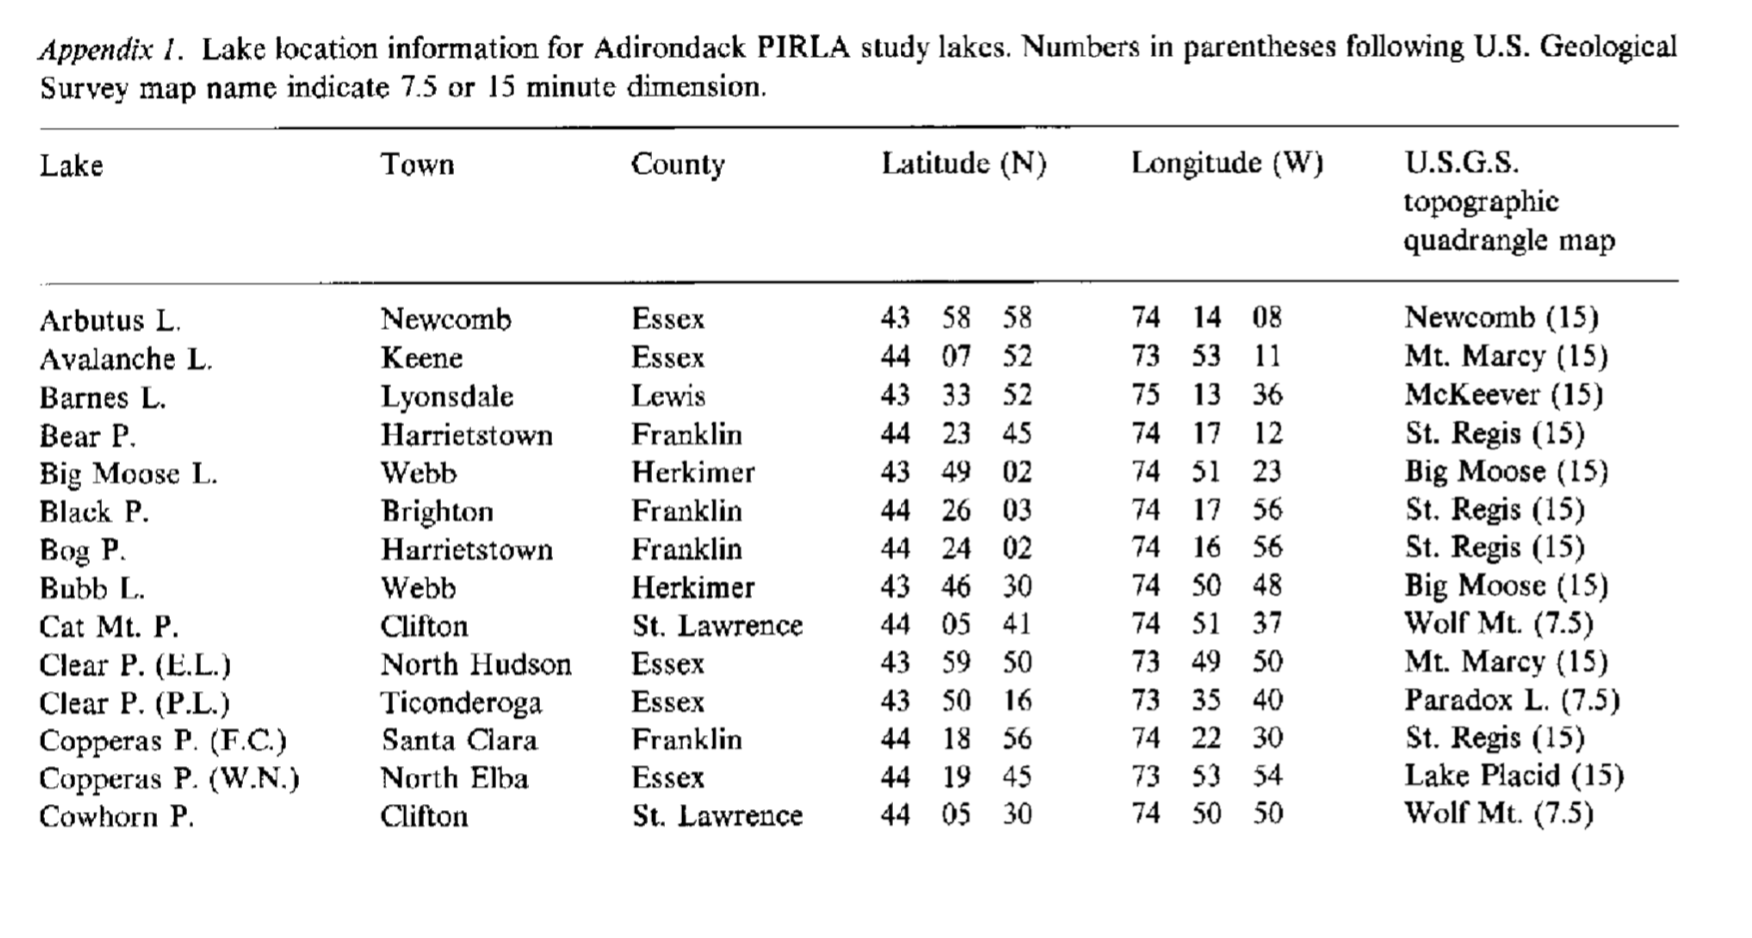 Appendix 1. Lake location information for Adirondack PIRLA study lakes. Numbers in parentheses following U.S. Geological
Survey map name indicate 7.5 or 15 minute dimension.
Lake Town County Latitude (N) Longitude (W) U.S.G.S.
topographic
quadrangle map
Arbutus L. Newcomb Essex 43 58 58 74 14 08 Newcomb (15)
Avalanche L. Keene Essex 44 07 52 73 53 11 Mt. Marcy (15)
Barnes L. Lyonsdale Lewis 43 33 52 75 13 36 McKeever (15)
Bear P. Harrietstown Franklin 44 23 45 74 17 12 St. Regis (15)
Big Moose L. Webb Herkimer 43 49 02 74 51 23 Big Moose (15)
Black P. Brighton Franklin 44 26 03 74 17 56 St. Regis (15)
Bog P. Harrietstown Franklin 44 24 02 74 16 56 St. Regis (15)
Bubb L. Webb Herkimer 43 46 30 74 50 48 Big Moose (15)
Cat Mt. P. Clifton St. Lawrence 44 05 41 74 51 37 Wolf Mt. (7.5)
Clear P. (E.L.) North Hudson Essex 43 59 50 73 49 50 Mt. Marcy (15)
Clear P. (P.L.) Ticonderoga Essex 43 50 16 73 35 40 Paradox L. (7.5)
Copperas P. (F.C.) Santa Clara Franklin 44 18 56 74 22 30 St. Regis (15)
Copperas P. (W.N.) North Elba Essex 44 19 45 73 53 54 Lake Placid (15)
Cowhorn P. Clifton St. Lawrence 44 05 30 74 50 50 Wolf Mt. (7.5)